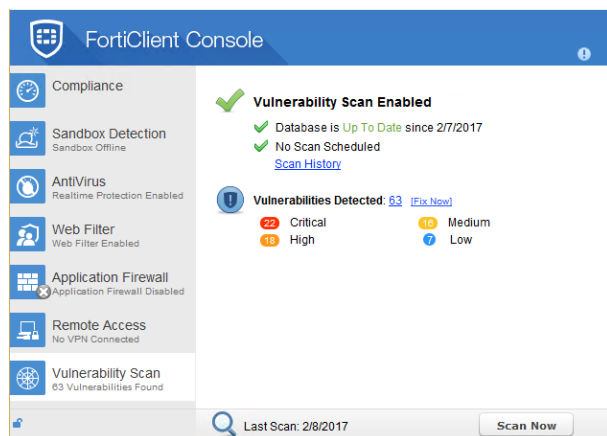 FortiClient Console
Compliance
Sandbox Detection
Sandbox Offline
AntiVirus
Realtime Protection Enabled
Web Filter
Web Filter Enabled
Application Firewall
Application Firewall Disabled
Remote Access
No VPN Connected
Vulnerability Scan
63 Vulnerabilities Found
Vulnerability Scan Enabled
Database is Up To Date since 2/7/2017
No Scan Scheduled
Scan History
Vulnerabilities Detected: 63 [Fix Now]
22 Critical 16 Medium
18 High 7 Low
Last Scan: 2/8/2017 Scan Now